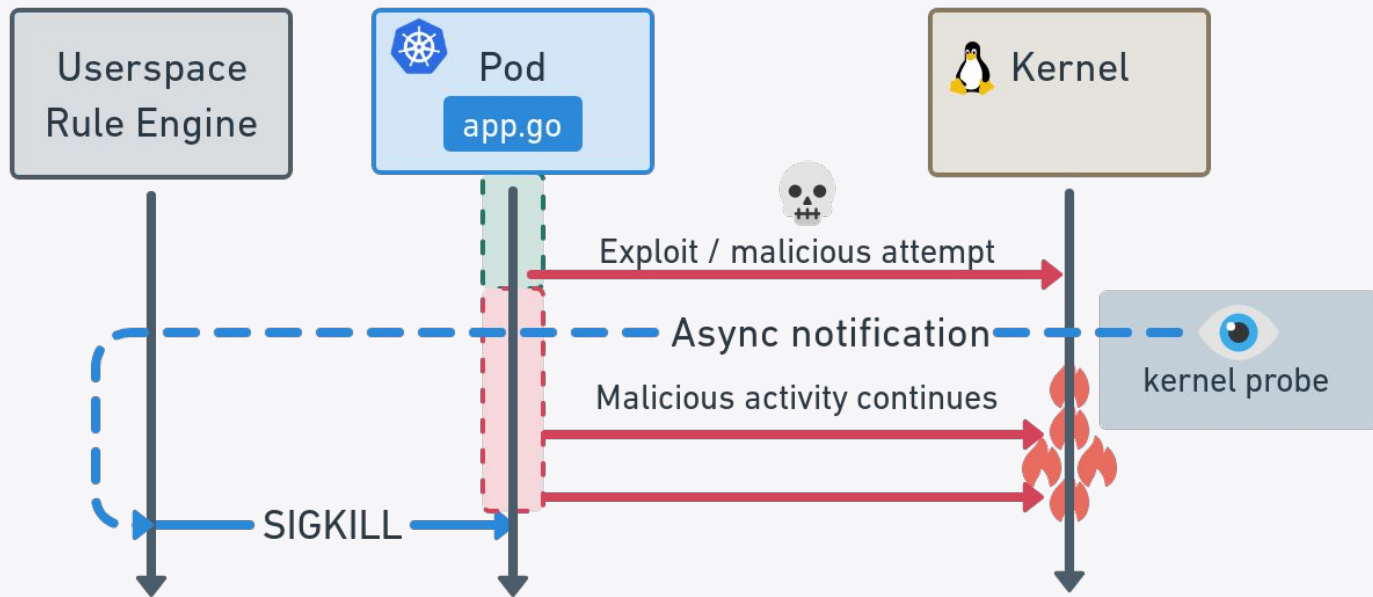 Userspace
Rule Engine
Pod
app.go
Kernel
Exploit / malicious attempt
Async notification
kernel probe
Malicious activity continues
SIGKILL